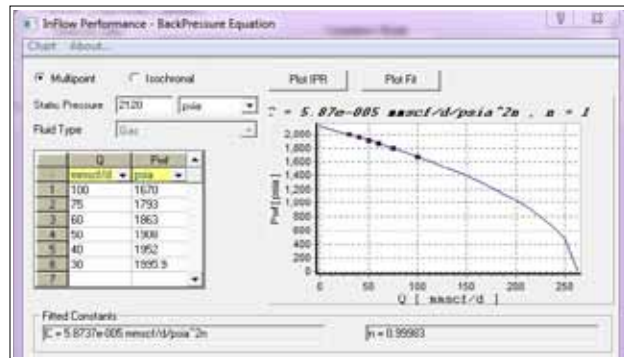 InFlow Performance - BackPressure Equation
Chart About...
Multipoint Isochronal Plot IPR Plot Fit
Static Pressure 2120 psia
Fluid Type Gas
C = 5.87e-005 mmscf/d/psia^2n , n = 1
Q Pwf
mmscf/d psia
1 100 1670
2 75 1793
3 60 1863
4 50 1908
5 40 1952
6 30 1995.9
7
Pwf [psia]
2,000
1,800
1,600
1,400
1,200
1,000
800
600
400
200
0
0 50 100 150 200 250
Q [ mmscf/d ]
Fitted Constants
C = 5.8737e-005 mmscf/d/psia^2n n = 0.99983